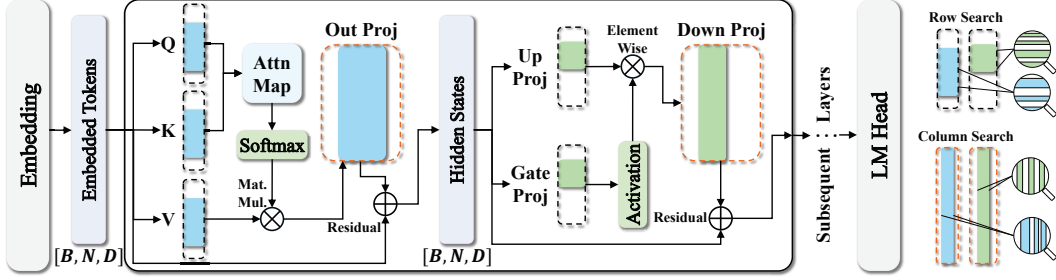 Embedding
Embedded Tokens
[B, N, D]
Q
K
V
Attn
Map
Softmax
Mat.
Mul.
Out Proj
Residual
Hidden States
[B, N, D]
Up
Proj
Gate
Proj
Element
Wise
Activation
Down Proj
Residual
Subsequent ... Layers
LM Head
Row Search
Column Search